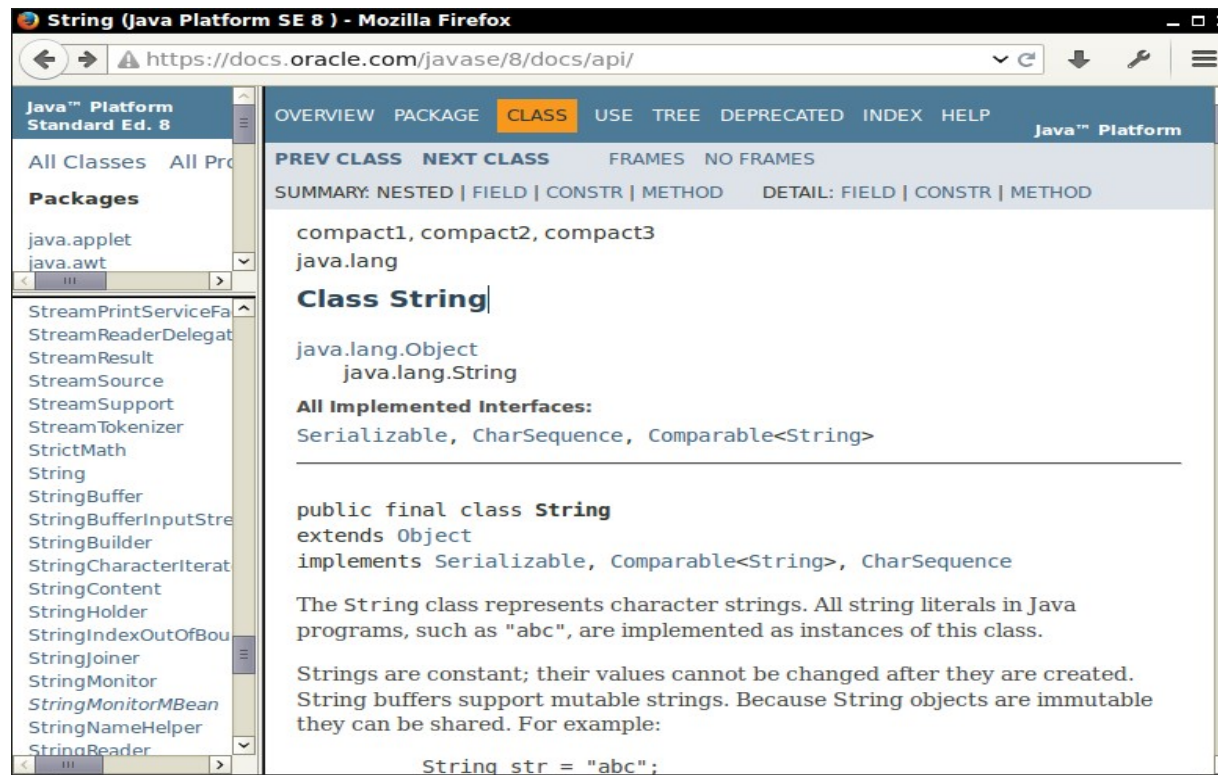 String (Java Platform SE 8 ) - Mozilla Firefox
https://docs.oracle.com/javase/8/docs/api/
Java™ Platform
Standard Ed. 8
All Classes All Pro
Packages
java.applet
java.awt
StreamPrintServiceFa
StreamReaderDelegat
StreamResult
StreamSource
StreamSupport
StreamTokenizer
StrictMath
String
StringBuffer
StringBufferInputStre
StringBuilder
StringCharacterIterat
StringContent
StringHolder
StringIndexOutOfBou
StringJoiner
StringMonitor
StringMonitorMBean
StringNameHelper
StringReader
OVERVIEW PACKAGE CLASS USE TREE DEPRECATED INDEX HELP
Java™ Platform
PREV CLASS NEXT CLASS FRAMES NO FRAMES
SUMMARY: NESTED | FIELD | CONSTR | METHOD DETAIL: FIELD | CONSTR | METHOD
compact1, compact2, compact3
java.lang
Class String
java.lang.Object
java.lang.String
All Implemented Interfaces:
Serializable, CharSequence, Comparable<String>
public final class String
extends Object
implements Serializable, Comparable<String>, CharSequence
The String class represents character strings. All string literals in Java
programs, such as "abc", are implemented as instances of this class.
Strings are constant; their values cannot be changed after they are created.
String buffers support mutable strings. Because String objects are immutable
they can be shared. For example:
String str = "abc";